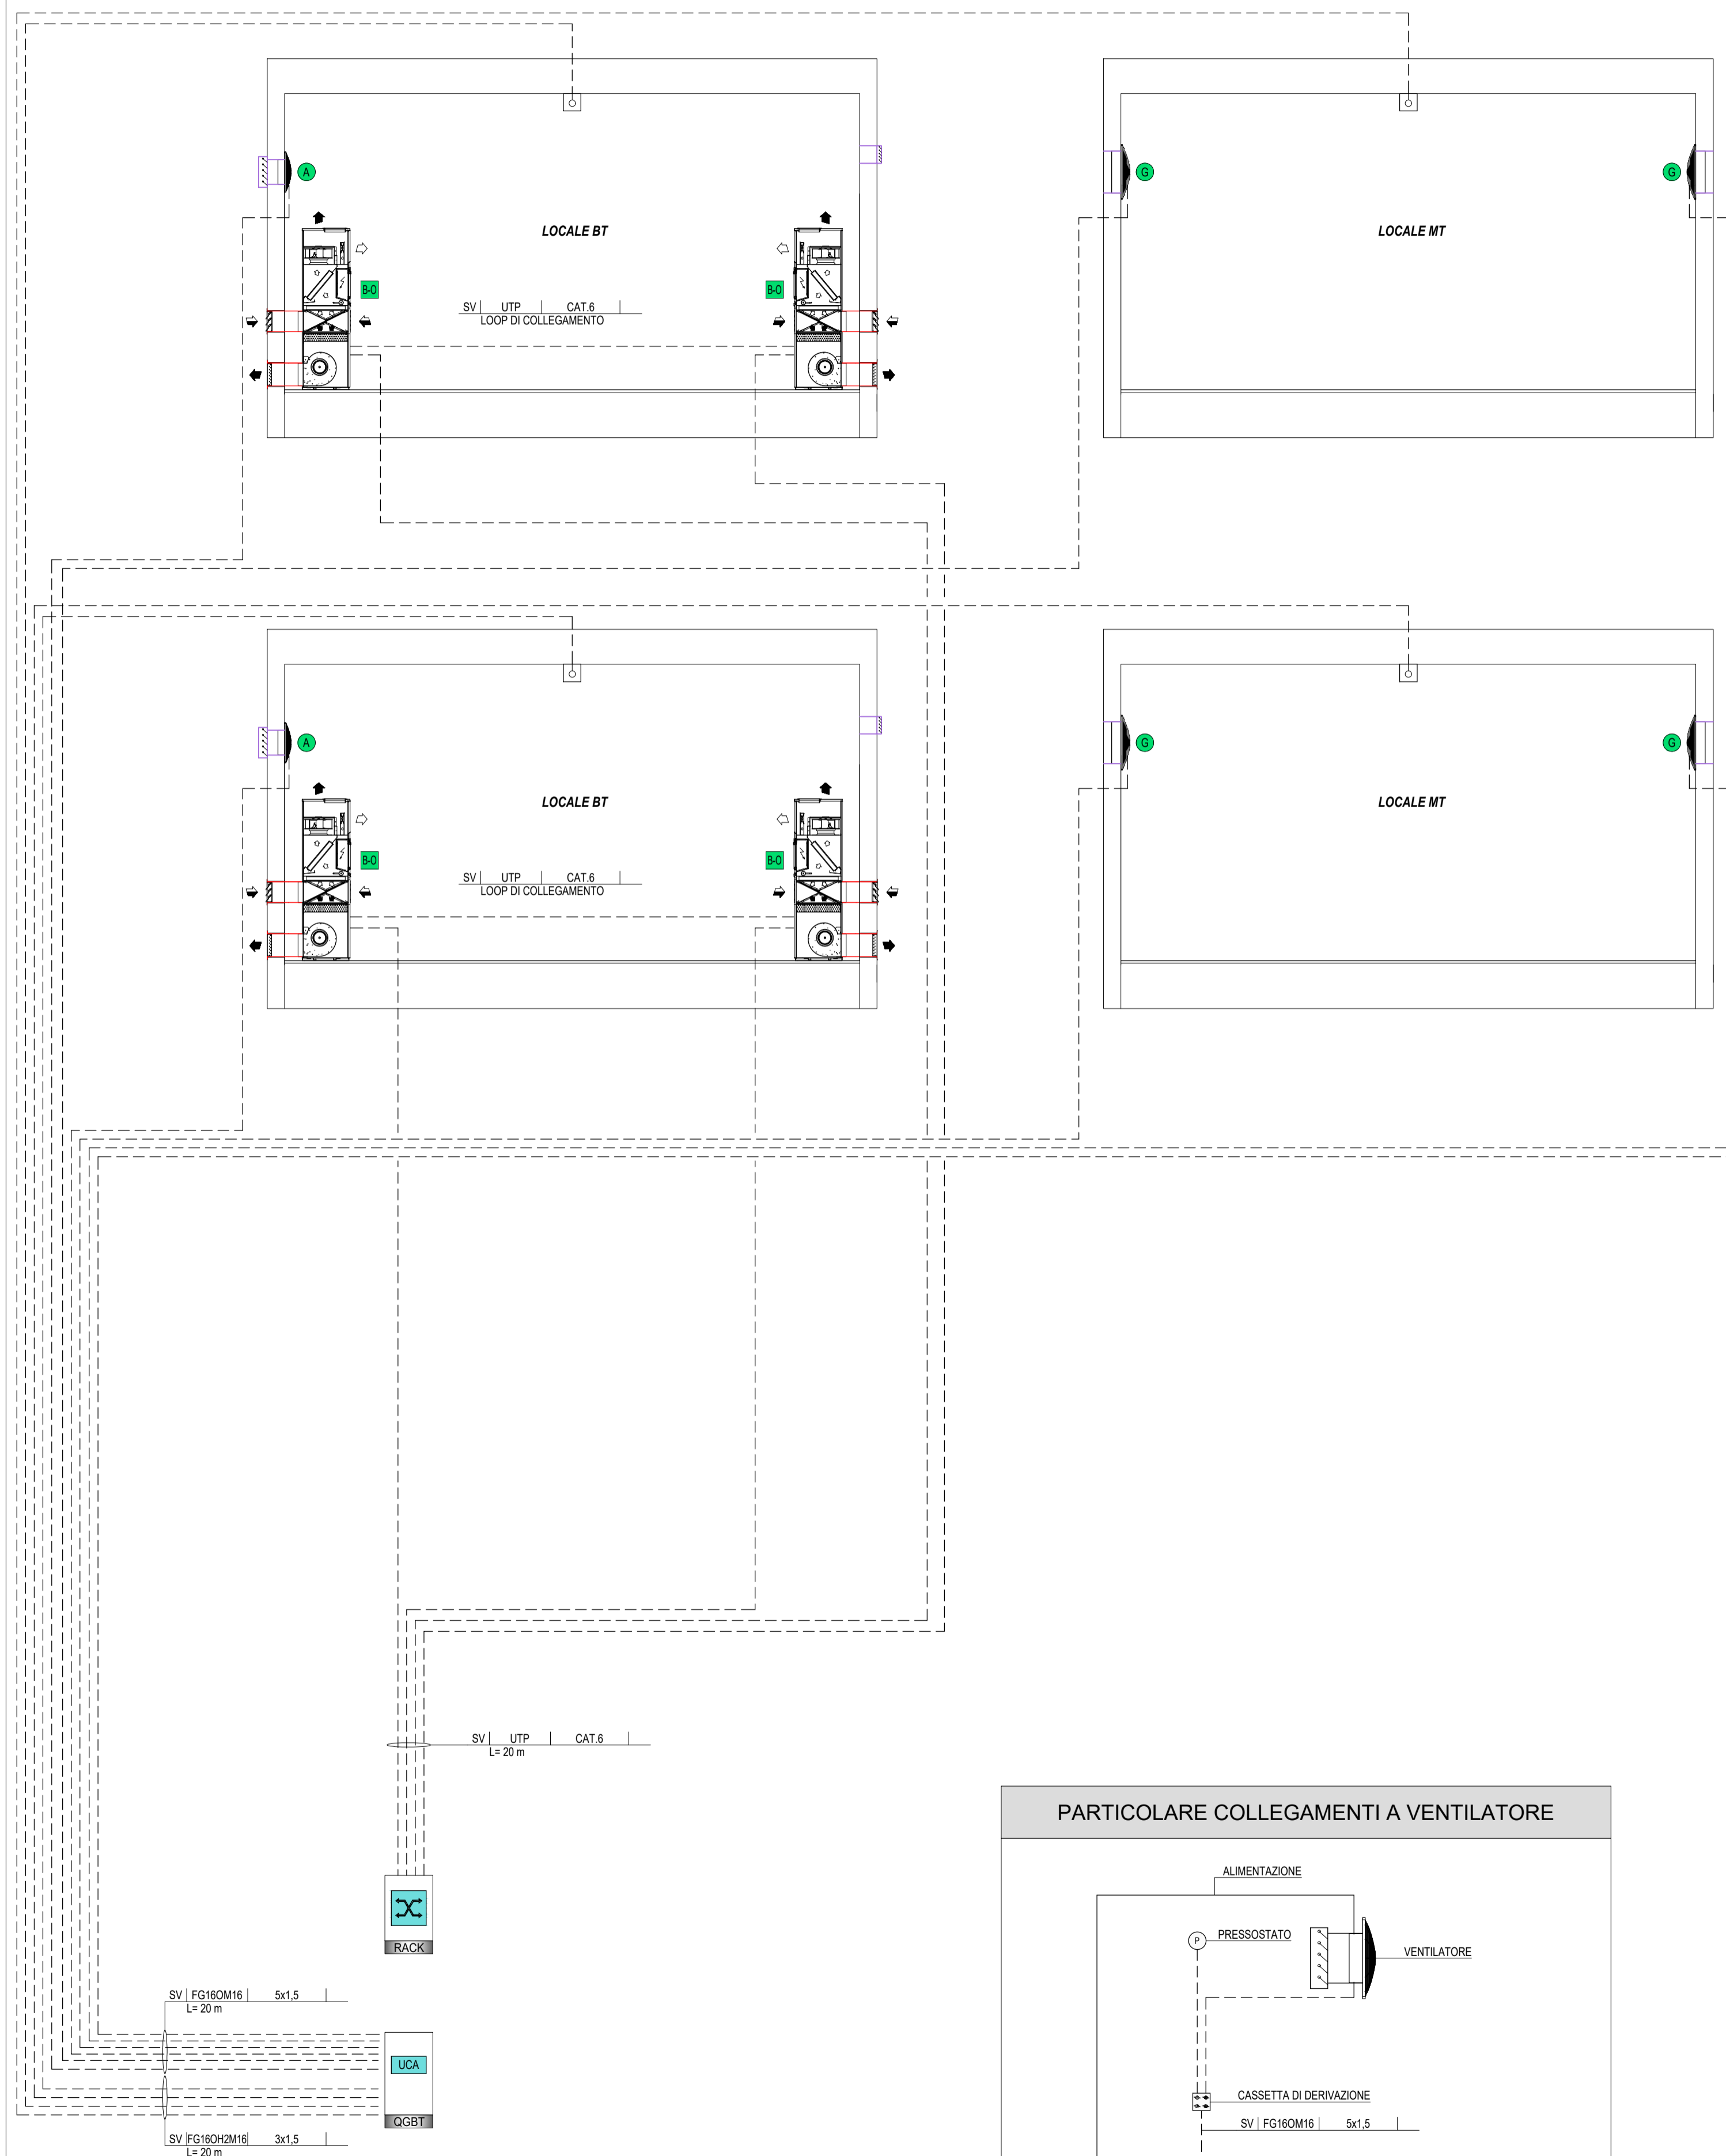 A
LOCALE BT
B-O
B-O
SV UTP CAT.6
LOOP DI COLLEGAMENTO
G
G
LOCALE MT
A
LOCALE BT
B-O
B-O
SV UTP CAT.6
LOOP DI COLLEGAMENTO
G
G
LOCALE MT
SV UTP CAT.6
L= 20 m
RACK
SV FG16OM16 5x1,5
L= 20 m
UCA
QGBT
SV FG16OH2M16 3x1,5
L= 20 m
PARTICOLARE COLLEGAMENTI A VENTILATORE
ALIMENTAZIONE
P
PRESSOSTATO
VENTILATORE
CASSETTA DI DERIVAZIONE
SV FG16OM16 5x1,5